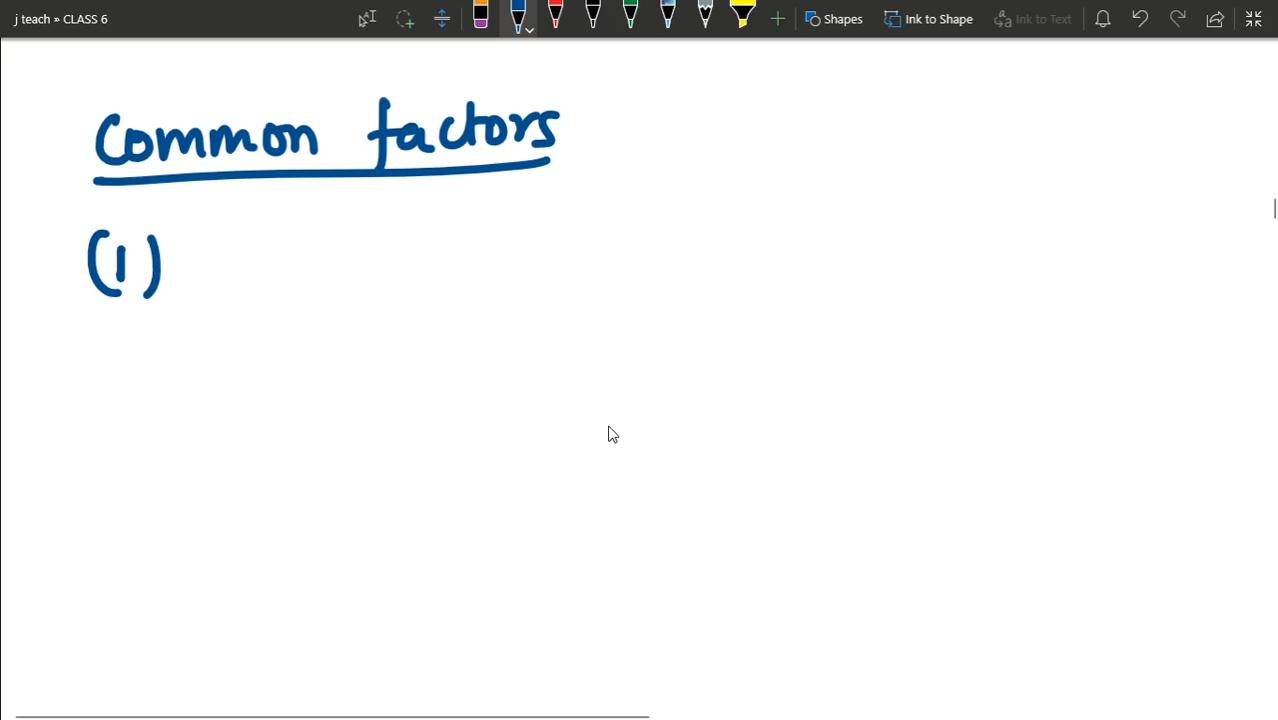 j teach » CLASS 6 Shapes Ink to Shape Ink to Text
Common factors
(1)